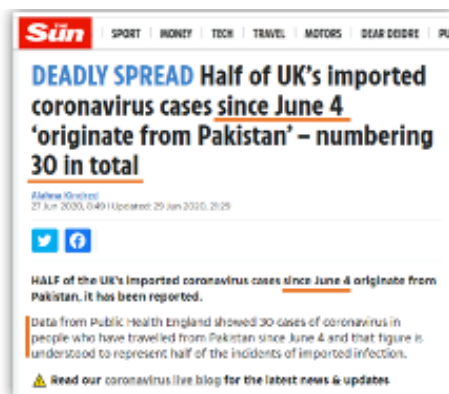 The Sun SPORT MONEY TECH TRAVEL MOTORS DEAR DEIDRE PU
DEADLY SPREAD Half of UK's imported
coronavirus cases since June 4
'originate from Pakistan' – numbering
30 in total
Alahna Kindred
27 Jun 2020, 8:49 | Updated: 29 Jun 2020, 21:29
HALF of the UK's imported coronavirus cases since June 4 originate from
Pakistan, it has been reported.
Data from Public Health England showed 30 cases of coronavirus in
people who have travelled from Pakistan since June 4 and that figure is
understood to represent half of the incidents of imported infection.
Read our coronavirus live blog for the latest news & updates